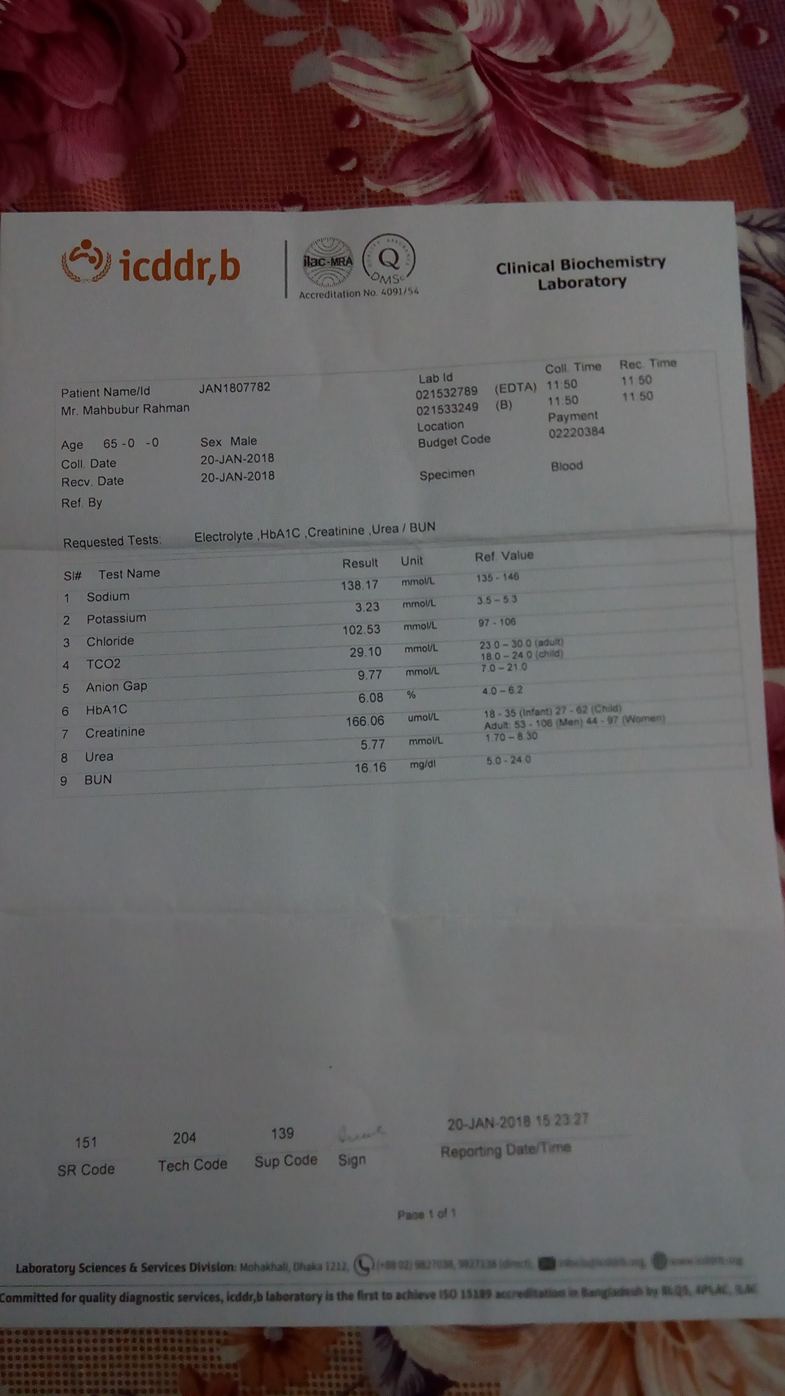 icddr,b
ilac-MRA
QUALITY ASSURANCE
Q
DMSc
Accreditation No. 4091/54
Clinical Biochemistry
Laboratory
Patient Name/Id JAN1807782
Mr. Mahbubur Rahman
Age 65 -0 -0 Sex Male
Coll. Date 20-JAN-2018
Recv. Date 20-JAN-2018
Ref. By
Lab Id Coll. Time Rec. Time
021532789 (EDTA) 11:50 11:50
021533249 (B) 11:50 11:50
Location Payment
Budget Code 02220384
Specimen Blood
Requested Tests: Electrolyte ,HbA1C ,Creatinine ,Urea / BUN
Sl# Test Name Result Unit Ref. Value
1 Sodium 138.17 mmol/L 135 - 146
2 Potassium 3.23 mmol/L 3.5 – 5.3
3 Chloride 102.53 mmol/L 97 - 106
4 TCO2 29.10 mmol/L 23.0 – 30.0 (adult)
18.0 – 24.0 (child)
5 Anion Gap 9.77 mmol/L 7.0 – 21.0
6 HbA1C 6.08 % 4.0 – 6.2
7 Creatinine 166.06 umol/L 18 - 35 (Infant) 27 - 62 (Child)
Adult: 53 - 106 (Men) 44 - 97 (Women)
8 Urea 5.77 mmol/L 1.70 – 8.30
9 BUN 16.16 mg/dl 5.0 - 24.0
151 204 139
SR Code Tech Code Sup Code Sign
20-JAN-2018 15:23:27
Reporting Date/Time
Page 1 of 1
Laboratory Sciences & Services Division: Mohakhali, Dhaka 1212,
Committed for quality diagnostic services, icddr,b laboratory is the first to achieve ISO 15189 accreditation in Bangladesh by